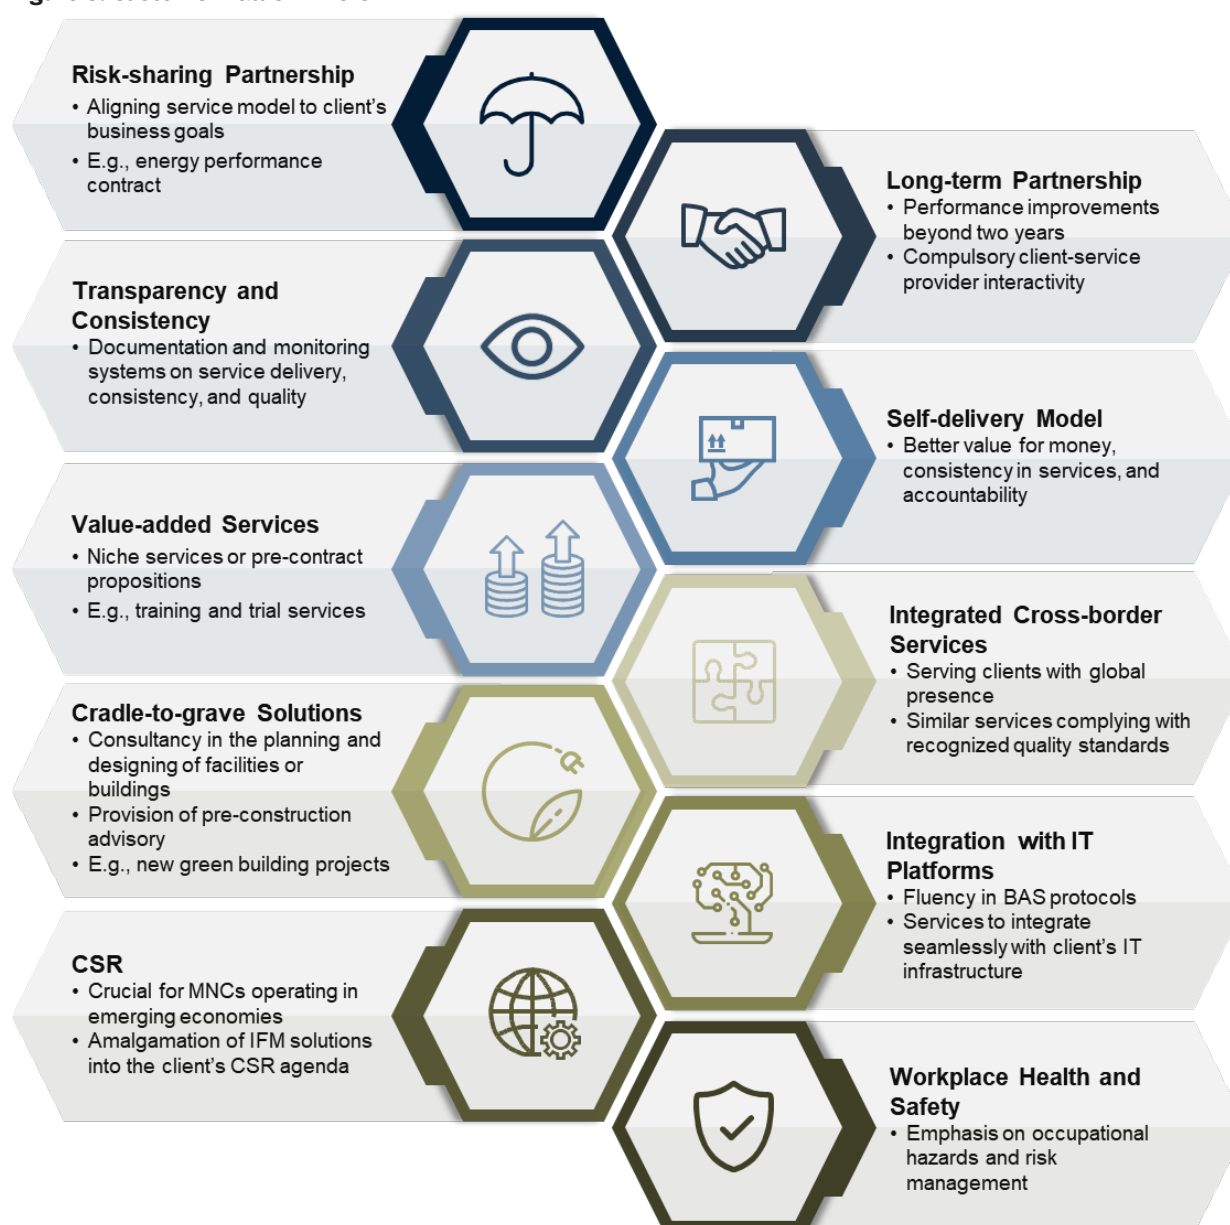 Risk-sharing Partnership
• Aligning service model to client's
business goals
• E.g., energy performance
contract
Long-term Partnership
• Performance improvements
beyond two years
• Compulsory client-service
provider interactivity
Transparency and
Consistency
• Documentation and monitoring
systems on service delivery,
consistency, and quality
Self-delivery Model
• Better value for money,
consistency in services, and
accountability
Value-added Services
• Niche services or pre-contract
propositions
• E.g., training and trial services
Integrated Cross-border
Services
• Serving clients with global
presence
• Similar services complying with
recognized quality standards
Cradle-to-grave Solutions
• Consultancy in the planning and
designing of facilities or
buildings
• Provision of pre-construction
advisory
• E.g., new green building projects
Integration with IT
Platforms
• Fluency in BAS protocols
• Services to integrate
seamlessly with client's IT
infrastructure
CSR
• Crucial for MNCs operating in
emerging economies
• Amalgamation of IFM solutions
into the client's CSR agenda
Workplace Health and
Safety
• Emphasis on occupational
hazards and risk
management